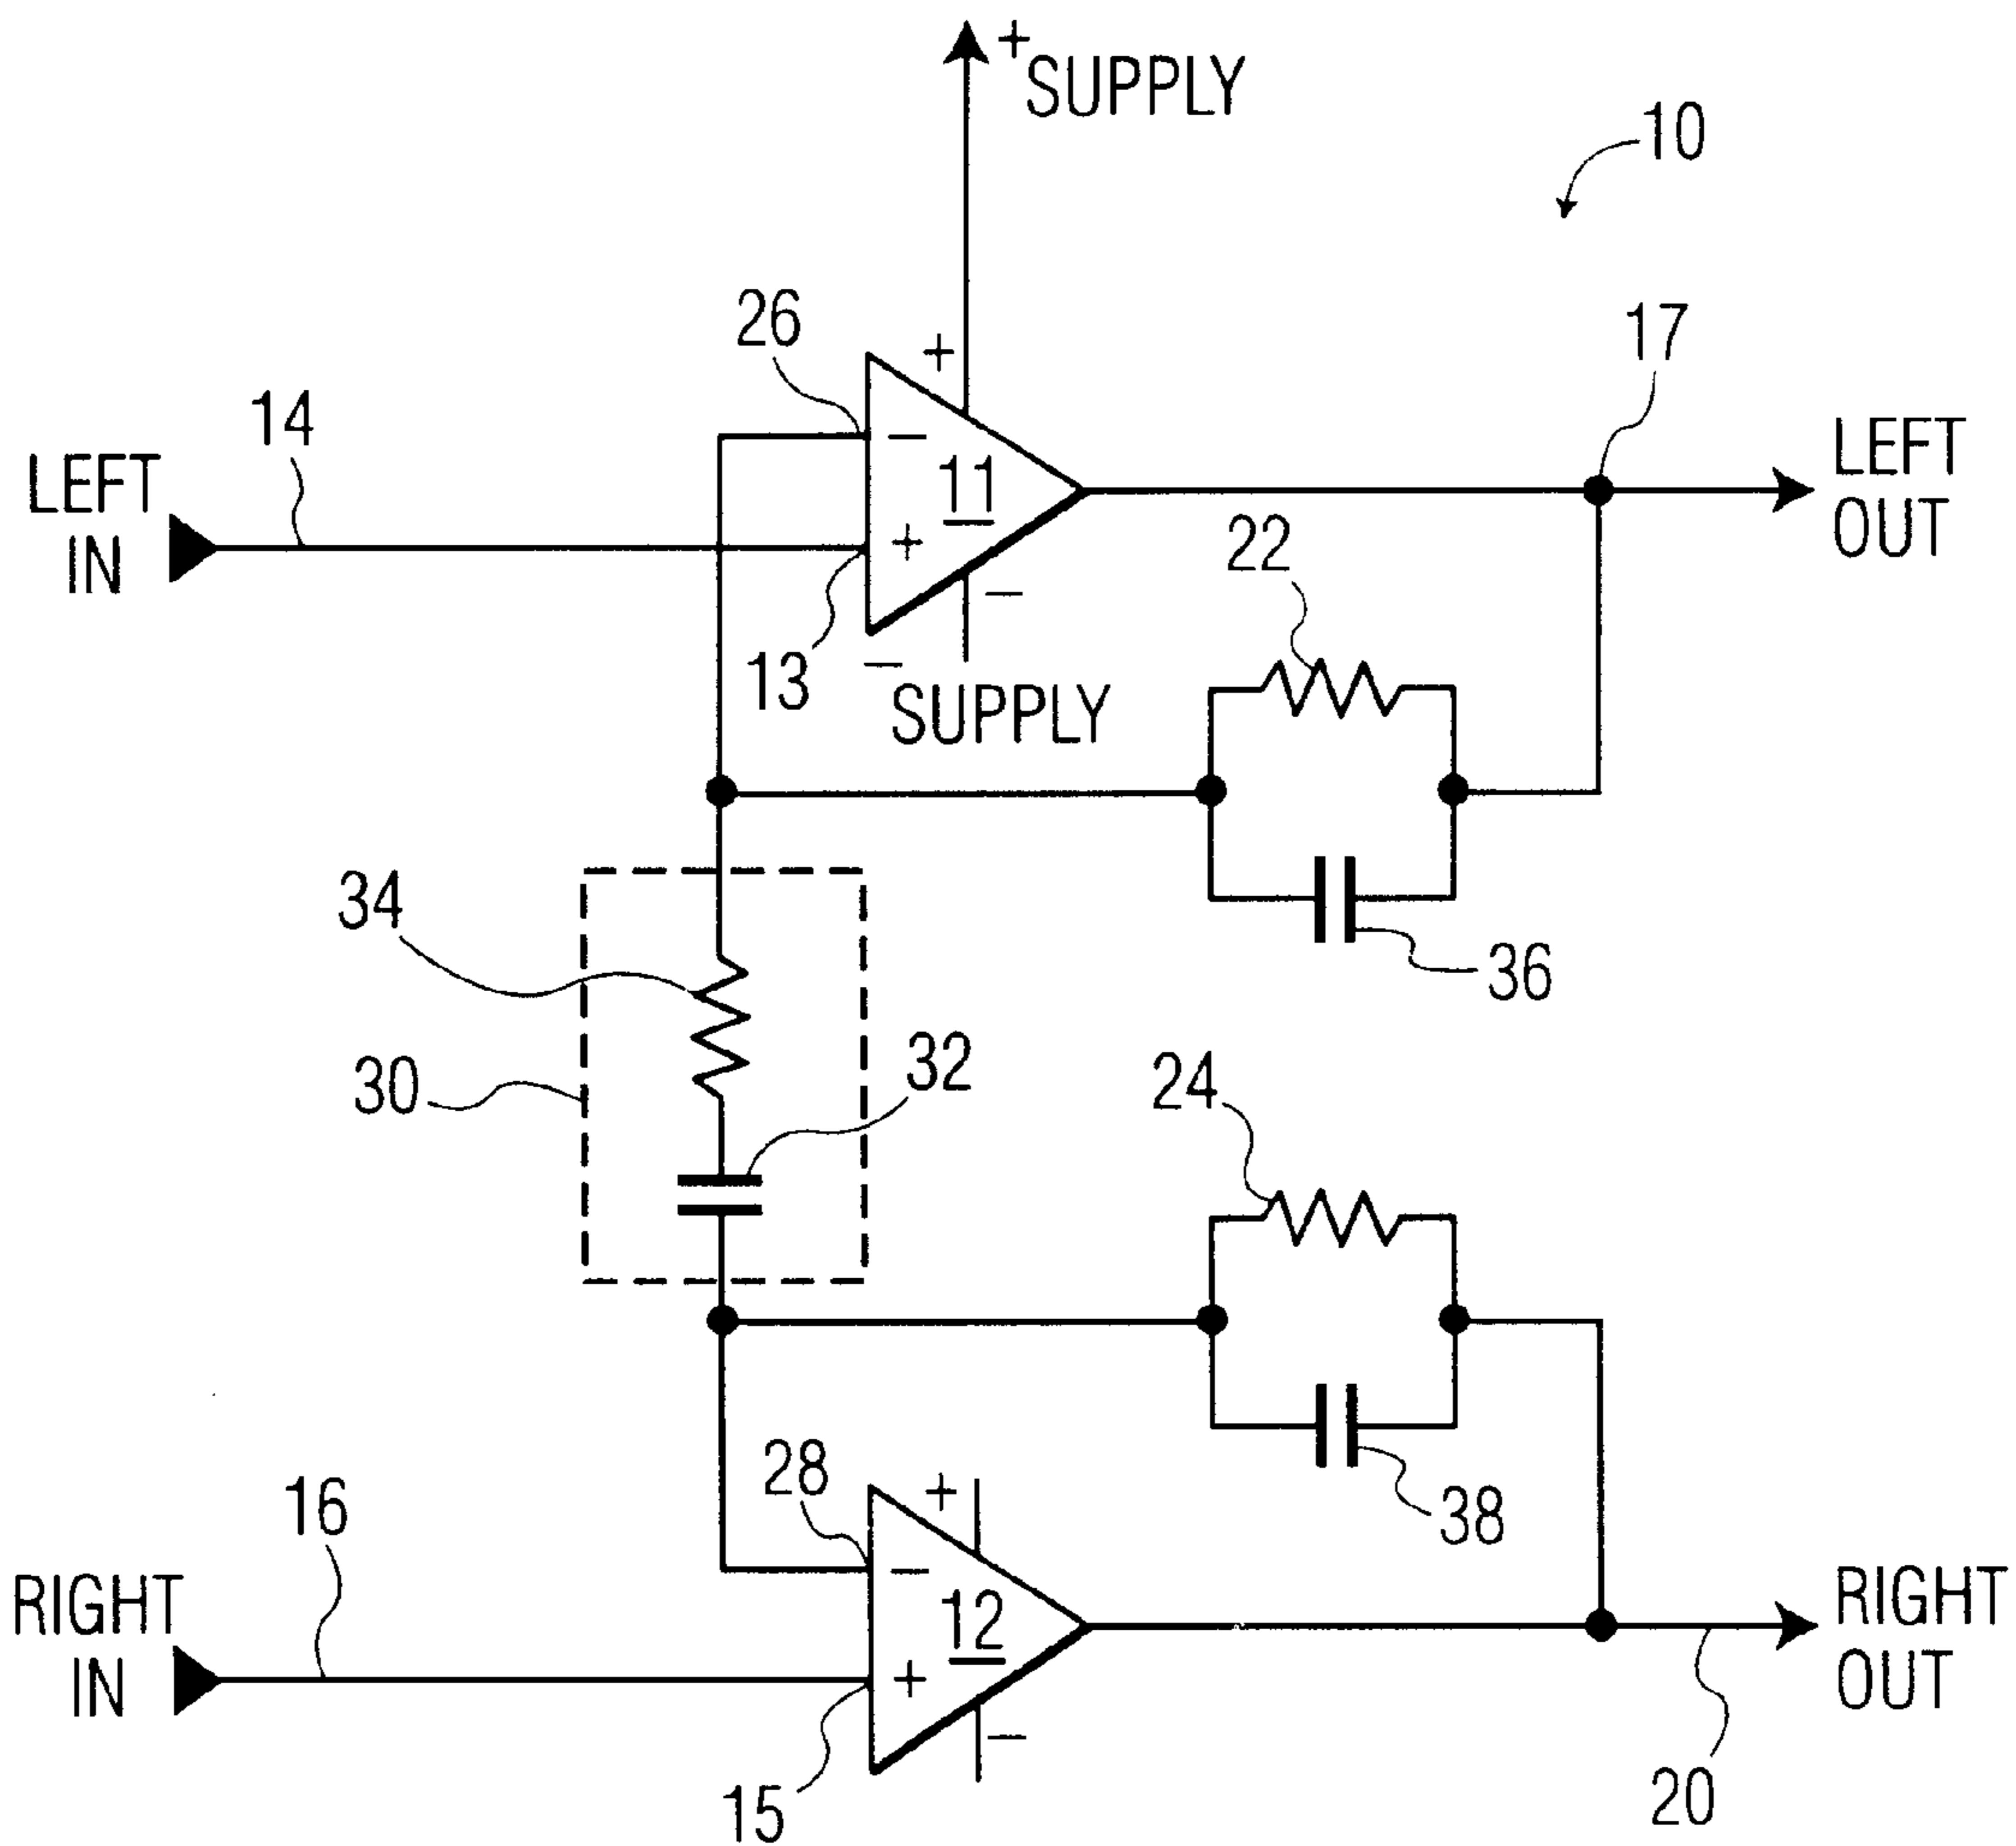 +
SUPPLY
10
26
+
17
14
LEFT
IN
−
11
+
LEFT
OUT
22
13
−
−
SUPPLY
34
36
30
32
24
28
+
38
16
RIGHT
IN
−
12
+
RIGHT
OUT
−
15
20